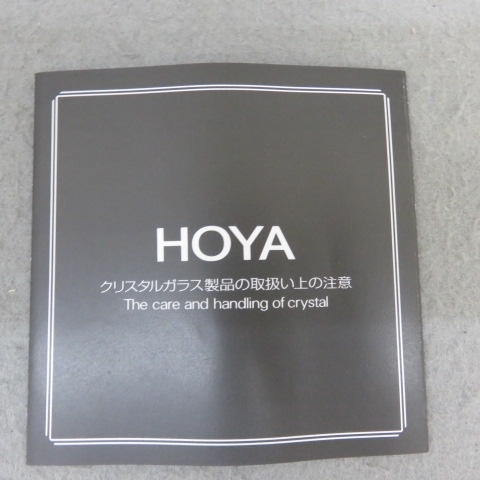 HOYA
クリスタルガラス製品の取扱い上の注意
The care and handling of crystal